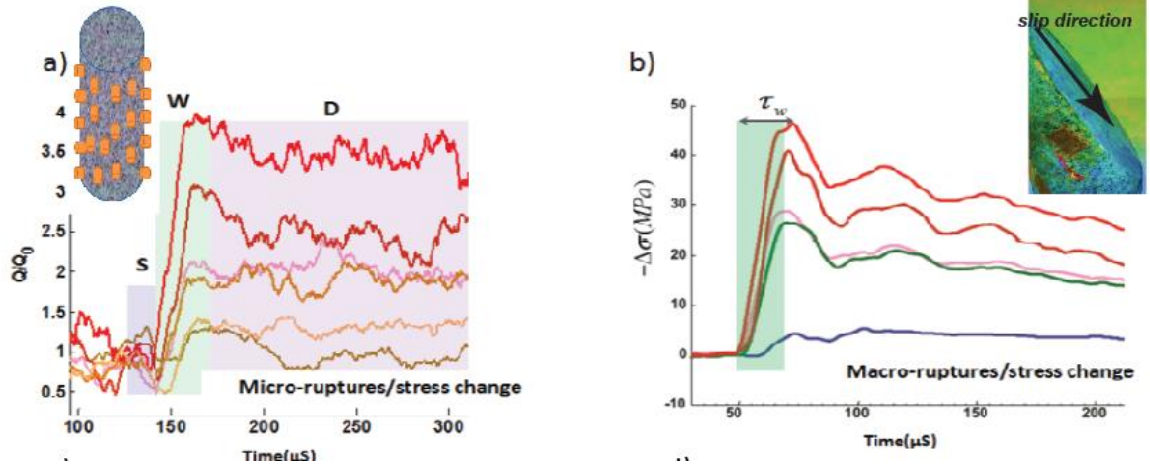 a)
W
D
S
4
3.5
3
2.5
2
1.5
1
0.5
Q/Q0
100
150
200
250
300
Micro-ruptures/stress change
Time(µS)
b)
slip direction
τw
50
40
30
20
10
0
-10
−Δσ(MPa)
50
100
150
200
Macro-ruptures/stress change
Time(µS)